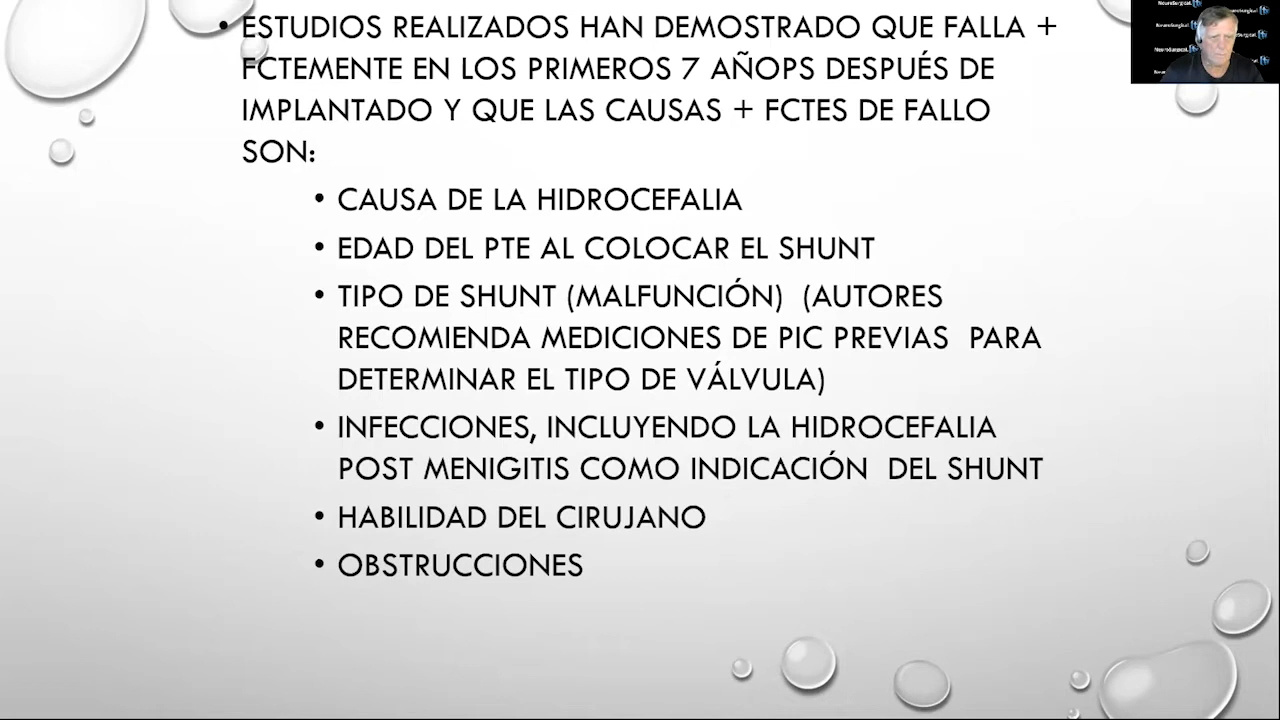 • ESTUDIOS REALIZADOS HAN DEMOSTRADO QUE FALLA +
FCTEMENTE EN LOS PRIMEROS 7 AÑOPS DESPUÉS DE
IMPLANTADO Y QUE LAS CAUSAS + FCTES DE FALLO
SON:
• CAUSA DE LA HIDROCEFALIA
• EDAD DEL PTE AL COLOCAR EL SHUNT
• TIPO DE SHUNT (MALFUNCIÓN) (AUTORES
RECOMIENDA MEDICIONES DE PIC PREVIAS PARA
DETERMINAR EL TIPO DE VÁLVULA)
• INFECCIONES, INCLUYENDO LA HIDROCEFALIA
POST MENIGITIS COMO INDICACIÓN DEL SHUNT
• HABILIDAD DEL CIRUJANO
• OBSTRUCCIONES